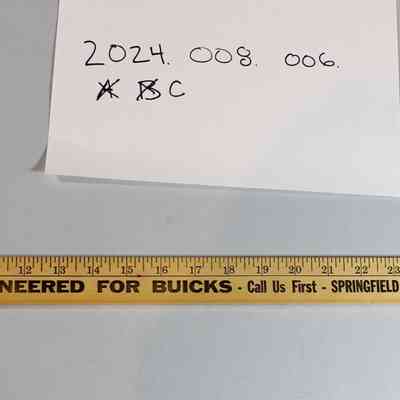 2024. 008. 006.
A B C
12 13 14 15 16 17 18 19 20 21 22 23
NEERED FOR BUICKS - Call Us First - SPRINGFIELD